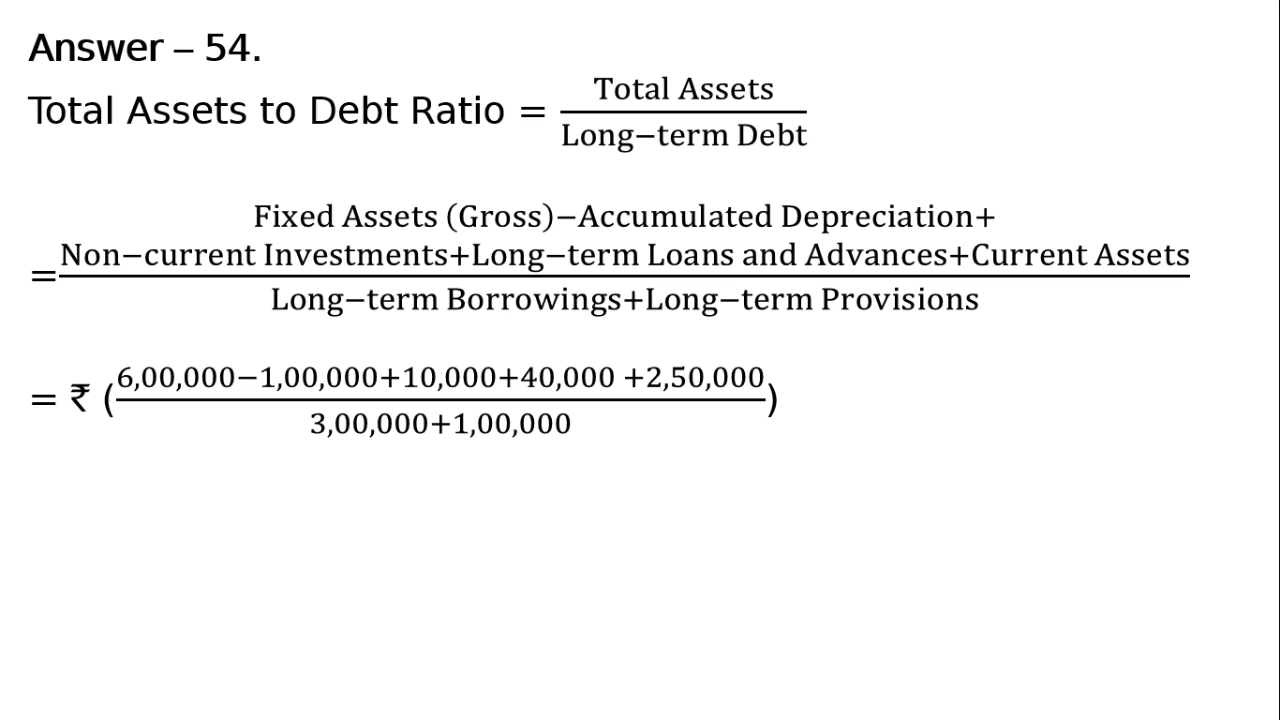 Answer – 54.
Total Assets to Debt Ratio = Total Assets
Long−term Debt
Fixed Assets (Gross)−Accumulated Depreciation+
= Non−current Investments+Long−term Loans and Advances+Current Assets
Long−term Borrowings+Long−term Provisions
= ₹ (6,00,000−1,00,000+10,000+40,000 +2,50,000
3,00,000+1,00,000)